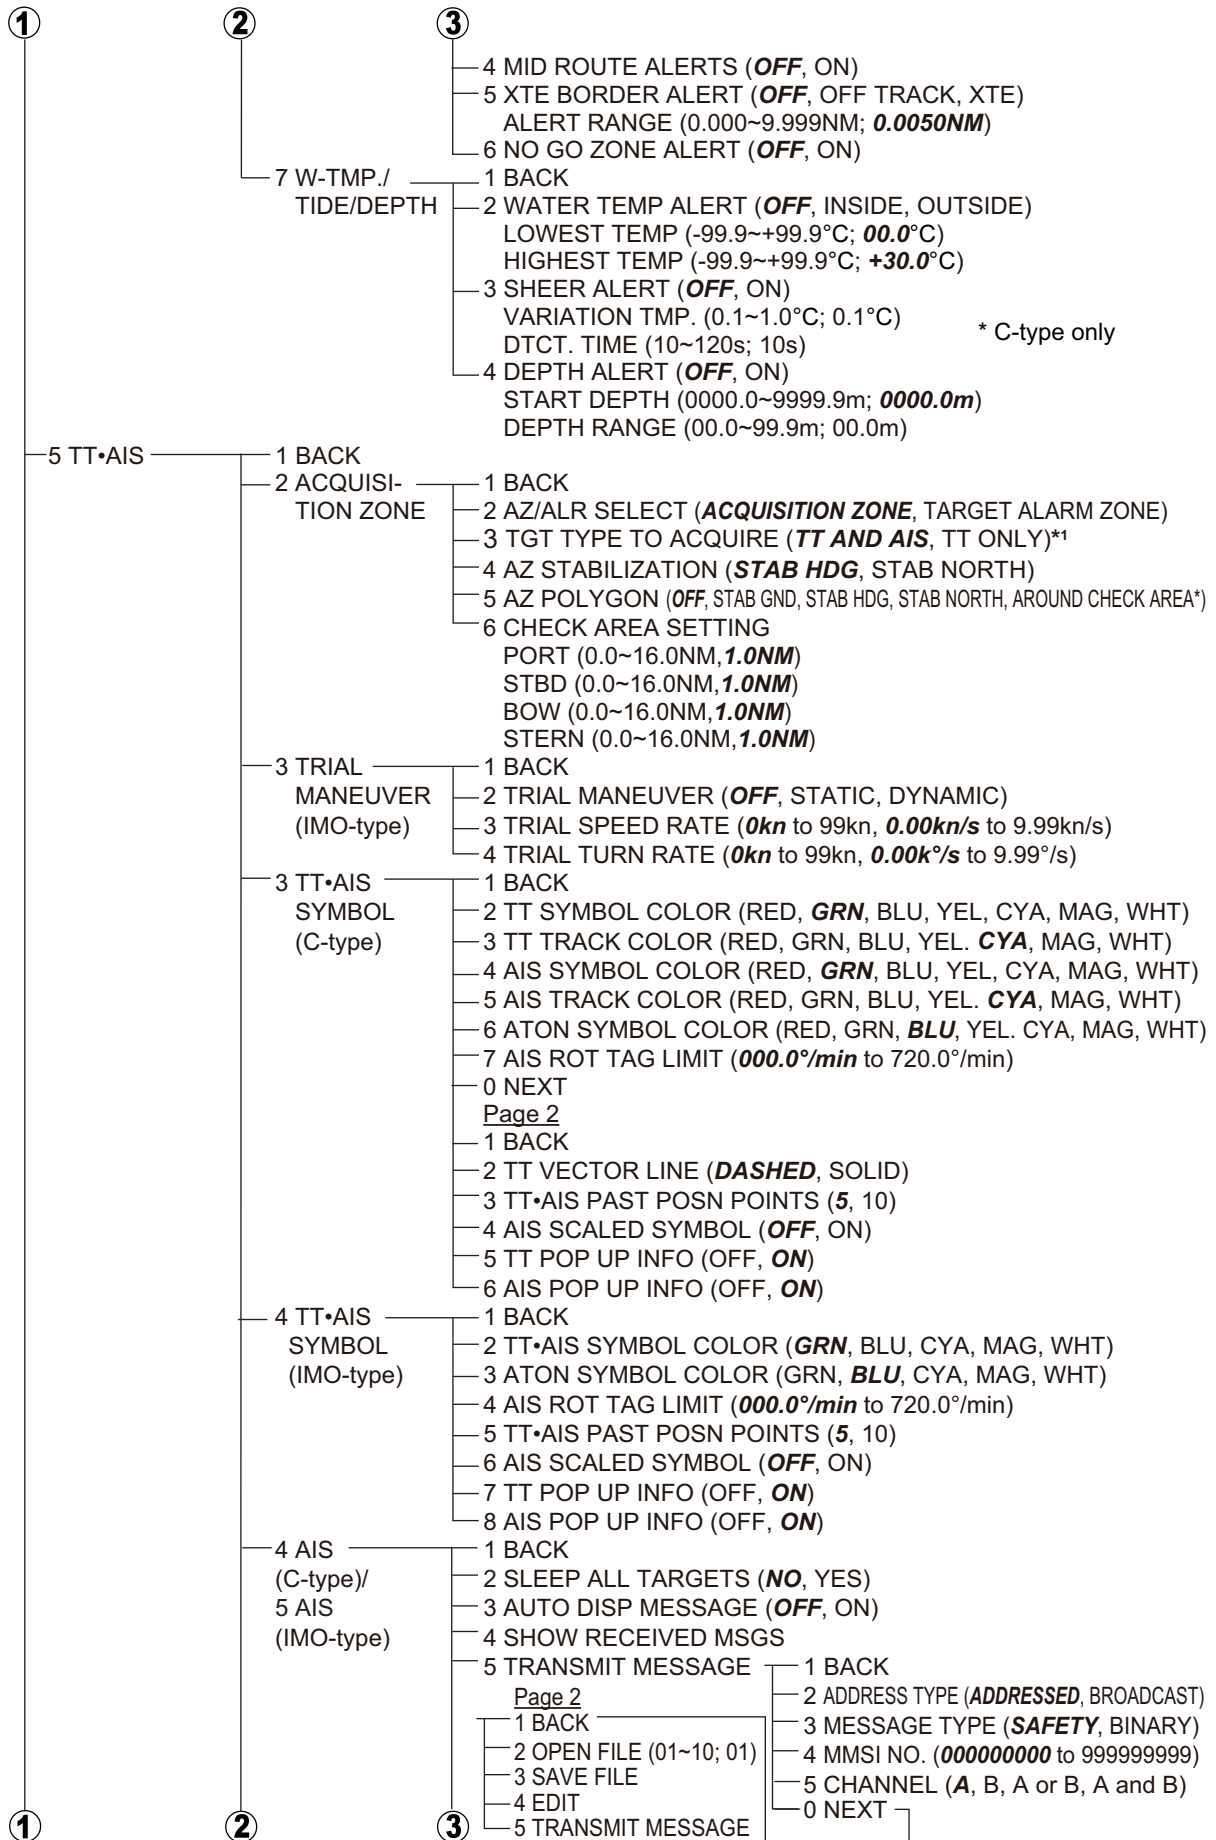 1 2 3
4 MID ROUTE ALERTS (OFF, ON)
5 XTE BORDER ALERT (OFF, OFF TRACK, XTE)
ALERT RANGE (0.000~9.999NM; 0.0050NM)
6 NO GO ZONE ALERT (OFF, ON)
7 W-TMP./
TIDE/DEPTH
1 BACK
2 WATER TEMP ALERT (OFF, INSIDE, OUTSIDE)
LOWEST TEMP (-99.9~+99.9°C; 00.0°C)
HIGHEST TEMP (-99.9~+99.9°C; +30.0°C)
3 SHEER ALERT (OFF, ON)
VARIATION TMP. (0.1~1.0°C; 0.1°C)
DTCT. TIME (10~120s; 10s)
* C-type only
4 DEPTH ALERT (OFF, ON)
START DEPTH (0000.0~9999.9m; 0000.0m)
DEPTH RANGE (00.0~99.9m; 00.0m)
5 TT•AIS
1 BACK
2 ACQUISI-
TION ZONE
1 BACK
2 AZ/ALR SELECT (ACQUISITION ZONE, TARGET ALARM ZONE)
3 TGT TYPE TO ACQUIRE (TT AND AIS, TT ONLY)*1
4 AZ STABILIZATION (STAB HDG, STAB NORTH)
5 AZ POLYGON (OFF, STAB GND, STAB HDG, STAB NORTH, AROUND CHECK AREA*)
6 CHECK AREA SETTING
PORT (0.0~16.0NM,1.0NM)
STBD (0.0~16.0NM,1.0NM)
BOW (0.0~16.0NM,1.0NM)
STERN (0.0~16.0NM,1.0NM)
3 TRIAL
MANEUVER
(IMO-type)
1 BACK
2 TRIAL MANEUVER (OFF, STATIC, DYNAMIC)
3 TRIAL SPEED RATE (0kn to 99kn, 0.00kn/s to 9.99kn/s)
4 TRIAL TURN RATE (0kn to 99kn, 0.00k°/s to 9.99°/s)
3 TT•AIS
SYMBOL
(C-type)
1 BACK
2 TT SYMBOL COLOR (RED, GRN, BLU, YEL, CYA, MAG, WHT)
3 TT TRACK COLOR (RED, GRN, BLU, YEL. CYA, MAG, WHT)
4 AIS SYMBOL COLOR (RED, GRN, BLU, YEL, CYA, MAG, WHT)
5 AIS TRACK COLOR (RED, GRN, BLU, YEL. CYA, MAG, WHT)
6 ATON SYMBOL COLOR (RED, GRN, BLU, YEL. CYA, MAG, WHT)
7 AIS ROT TAG LIMIT (000.0°/min to 720.0°/min)
0 NEXT
Page 2
1 BACK
2 TT VECTOR LINE (DASHED, SOLID)
3 TT•AIS PAST POSN POINTS (5, 10)
4 AIS SCALED SYMBOL (OFF, ON)
5 TT POP UP INFO (OFF, ON)
6 AIS POP UP INFO (OFF, ON)
4 TT•AIS
SYMBOL
(IMO-type)
1 BACK
2 TT•AIS SYMBOL COLOR (GRN, BLU, CYA, MAG, WHT)
3 ATON SYMBOL COLOR (GRN, BLU, CYA, MAG, WHT)
4 AIS ROT TAG LIMIT (000.0°/min to 720.0°/min)
5 TT•AIS PAST POSN POINTS (5, 10)
6 AIS SCALED SYMBOL (OFF, ON)
7 TT POP UP INFO (OFF, ON)
8 AIS POP UP INFO (OFF, ON)
4 AIS
(C-type)/
5 AIS
(IMO-type)
1 BACK
2 SLEEP ALL TARGETS (NO, YES)
3 AUTO DISP MESSAGE (OFF, ON)
4 SHOW RECEIVED MSGS
5 TRANSMIT MESSAGE
1 BACK
2 ADDRESS TYPE (ADDRESSED, BROADCAST)
3 MESSAGE TYPE (SAFETY, BINARY)
4 MMSI NO. (000000000 to 999999999)
5 CHANNEL (A, B, A or B, A and B)
0 NEXT
Page 2
1 BACK
2 OPEN FILE (01~10; 01)
3 SAVE FILE
4 EDIT
5 TRANSMIT MESSAGE
1 2 3